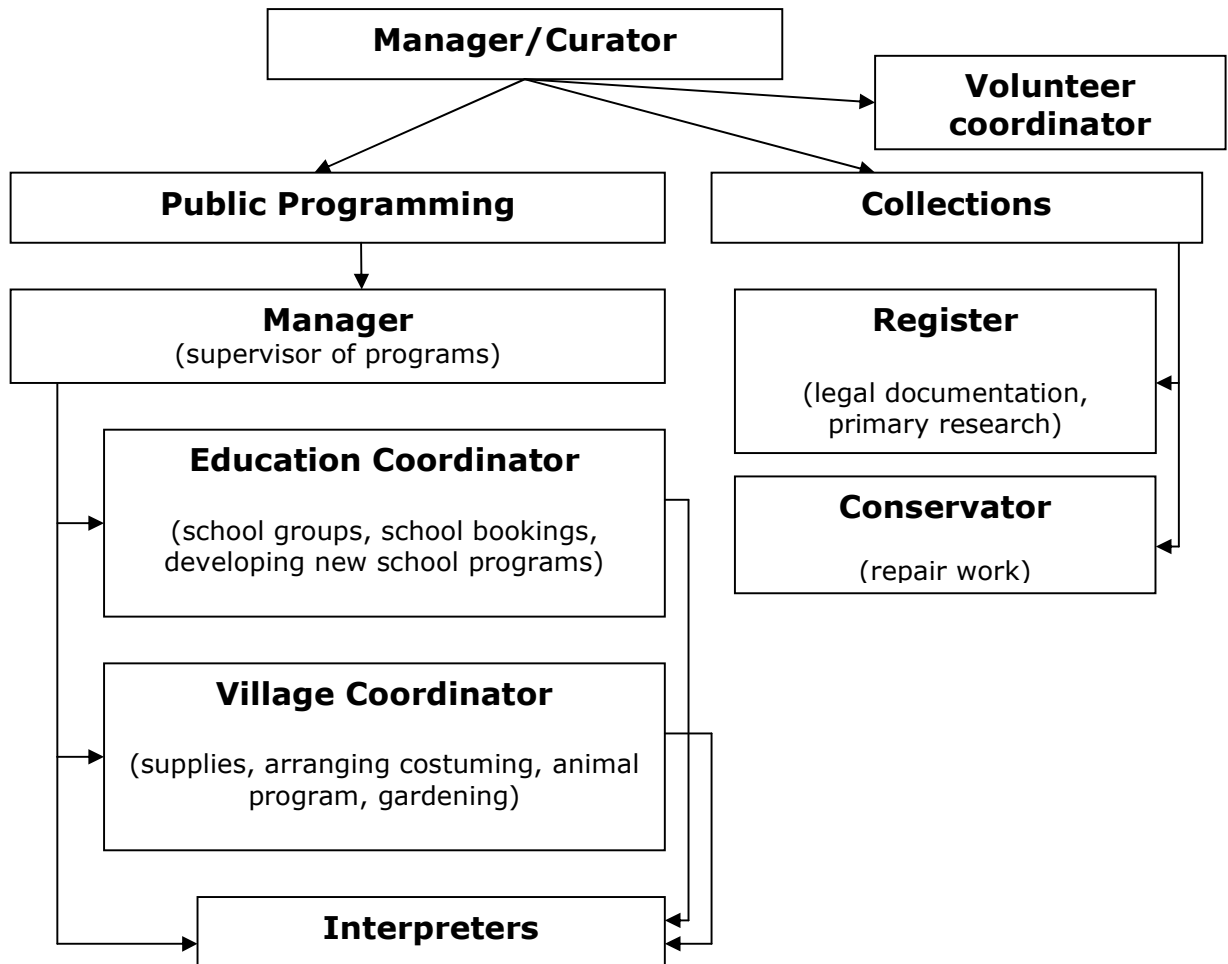 Manager/Curator
Volunteer
coordinator
Public Programming
Collections
Manager
(supervisor of programs)
Register
(legal documentation,
primary research)
Education Coordinator
(school groups, school bookings,
developing new school programs)
Conservator
(repair work)
Village Coordinator
(supplies, arranging costuming, animal
program, gardening)
Interpreters